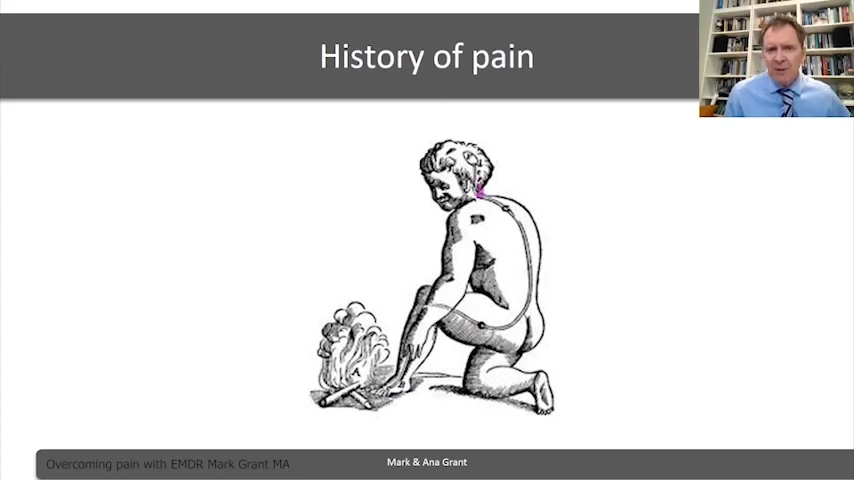 History of pain
A
Overcoming pain with EMDR Mark Grant MA
Mark & Ana Grant